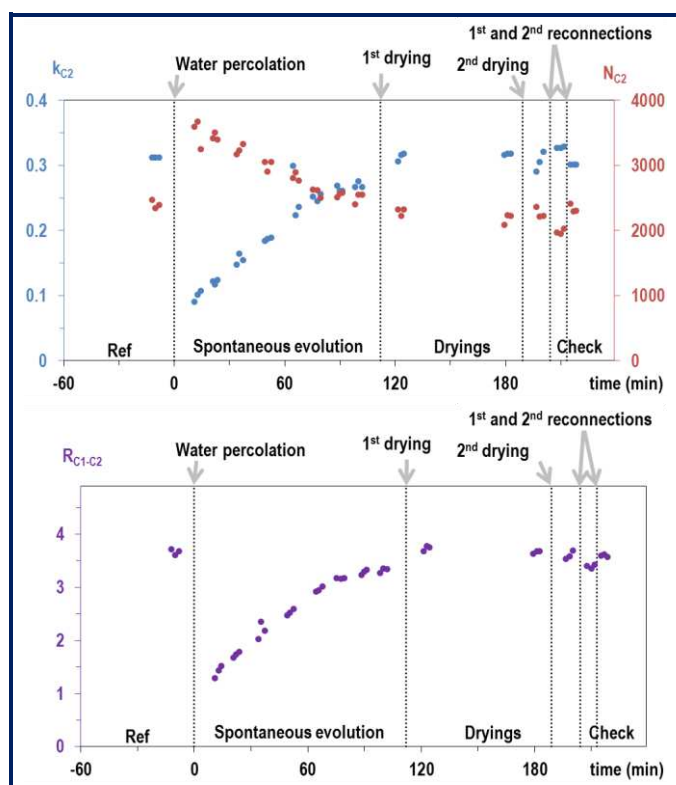 1st and 2nd reconnections
kC2 Water percolation 1st drying 2nd drying NC2
0.4 4000
0.3 3000
0.2 2000
0.1 1000
Ref Spontaneous evolution Dryings Check
0 0
-60 0 60 120 180 time (min)
1st and 2nd reconnections
RC1-C2 Water percolation 1st drying 2nd drying
4
3
2
1
Ref Spontaneous evolution Dryings Check
0
-60 0 60 120 180 time (min)